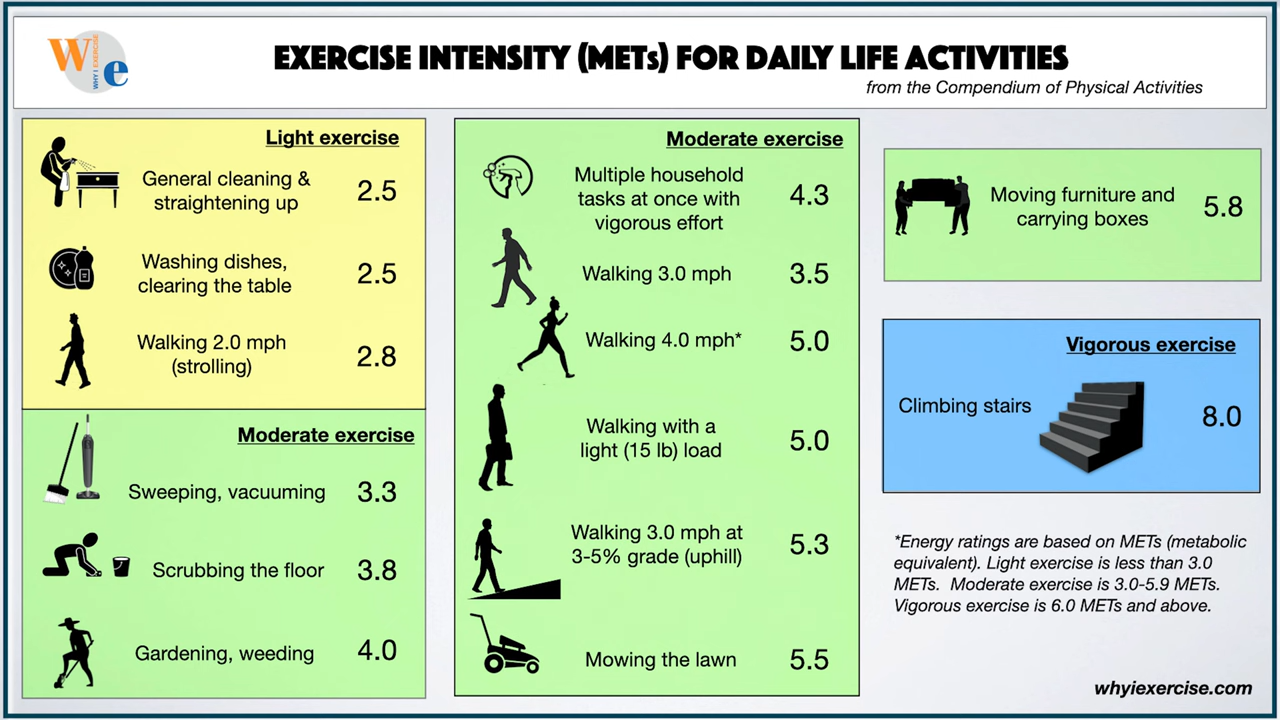 W
e
WHY I EXERCISE
EXERCISE INTENSITY (METs) FOR DAILY LIFE ACTIVITIES
from the Compendium of Physical Activities
Light exercise
General cleaning &
straightening up
2.5
Washing dishes,
clearing the table
2.5
Walking 2.0 mph
(strolling)
2.8
Moderate exercise
Sweeping, vacuuming
3.3
Scrubbing the floor
3.8
Gardening, weeding
4.0
Moderate exercise
Multiple household
tasks at once with
vigorous effort
4.3
Walking 3.0 mph
3.5
Walking 4.0 mph*
5.0
Walking with a
light (15 lb) load
5.0
Walking 3.0 mph at
3-5% grade (uphill)
5.3
Mowing the lawn
5.5
Moving furniture and
carrying boxes
5.8
Vigorous exercise
Climbing stairs
8.0
*Energy ratings are based on METs (metabolic
equivalent). Light exercise is less than 3.0
METs.  Moderate exercise is 3.0-5.9 METs.
Vigorous exercise is 6.0 METs and above.
whyiexercise.com